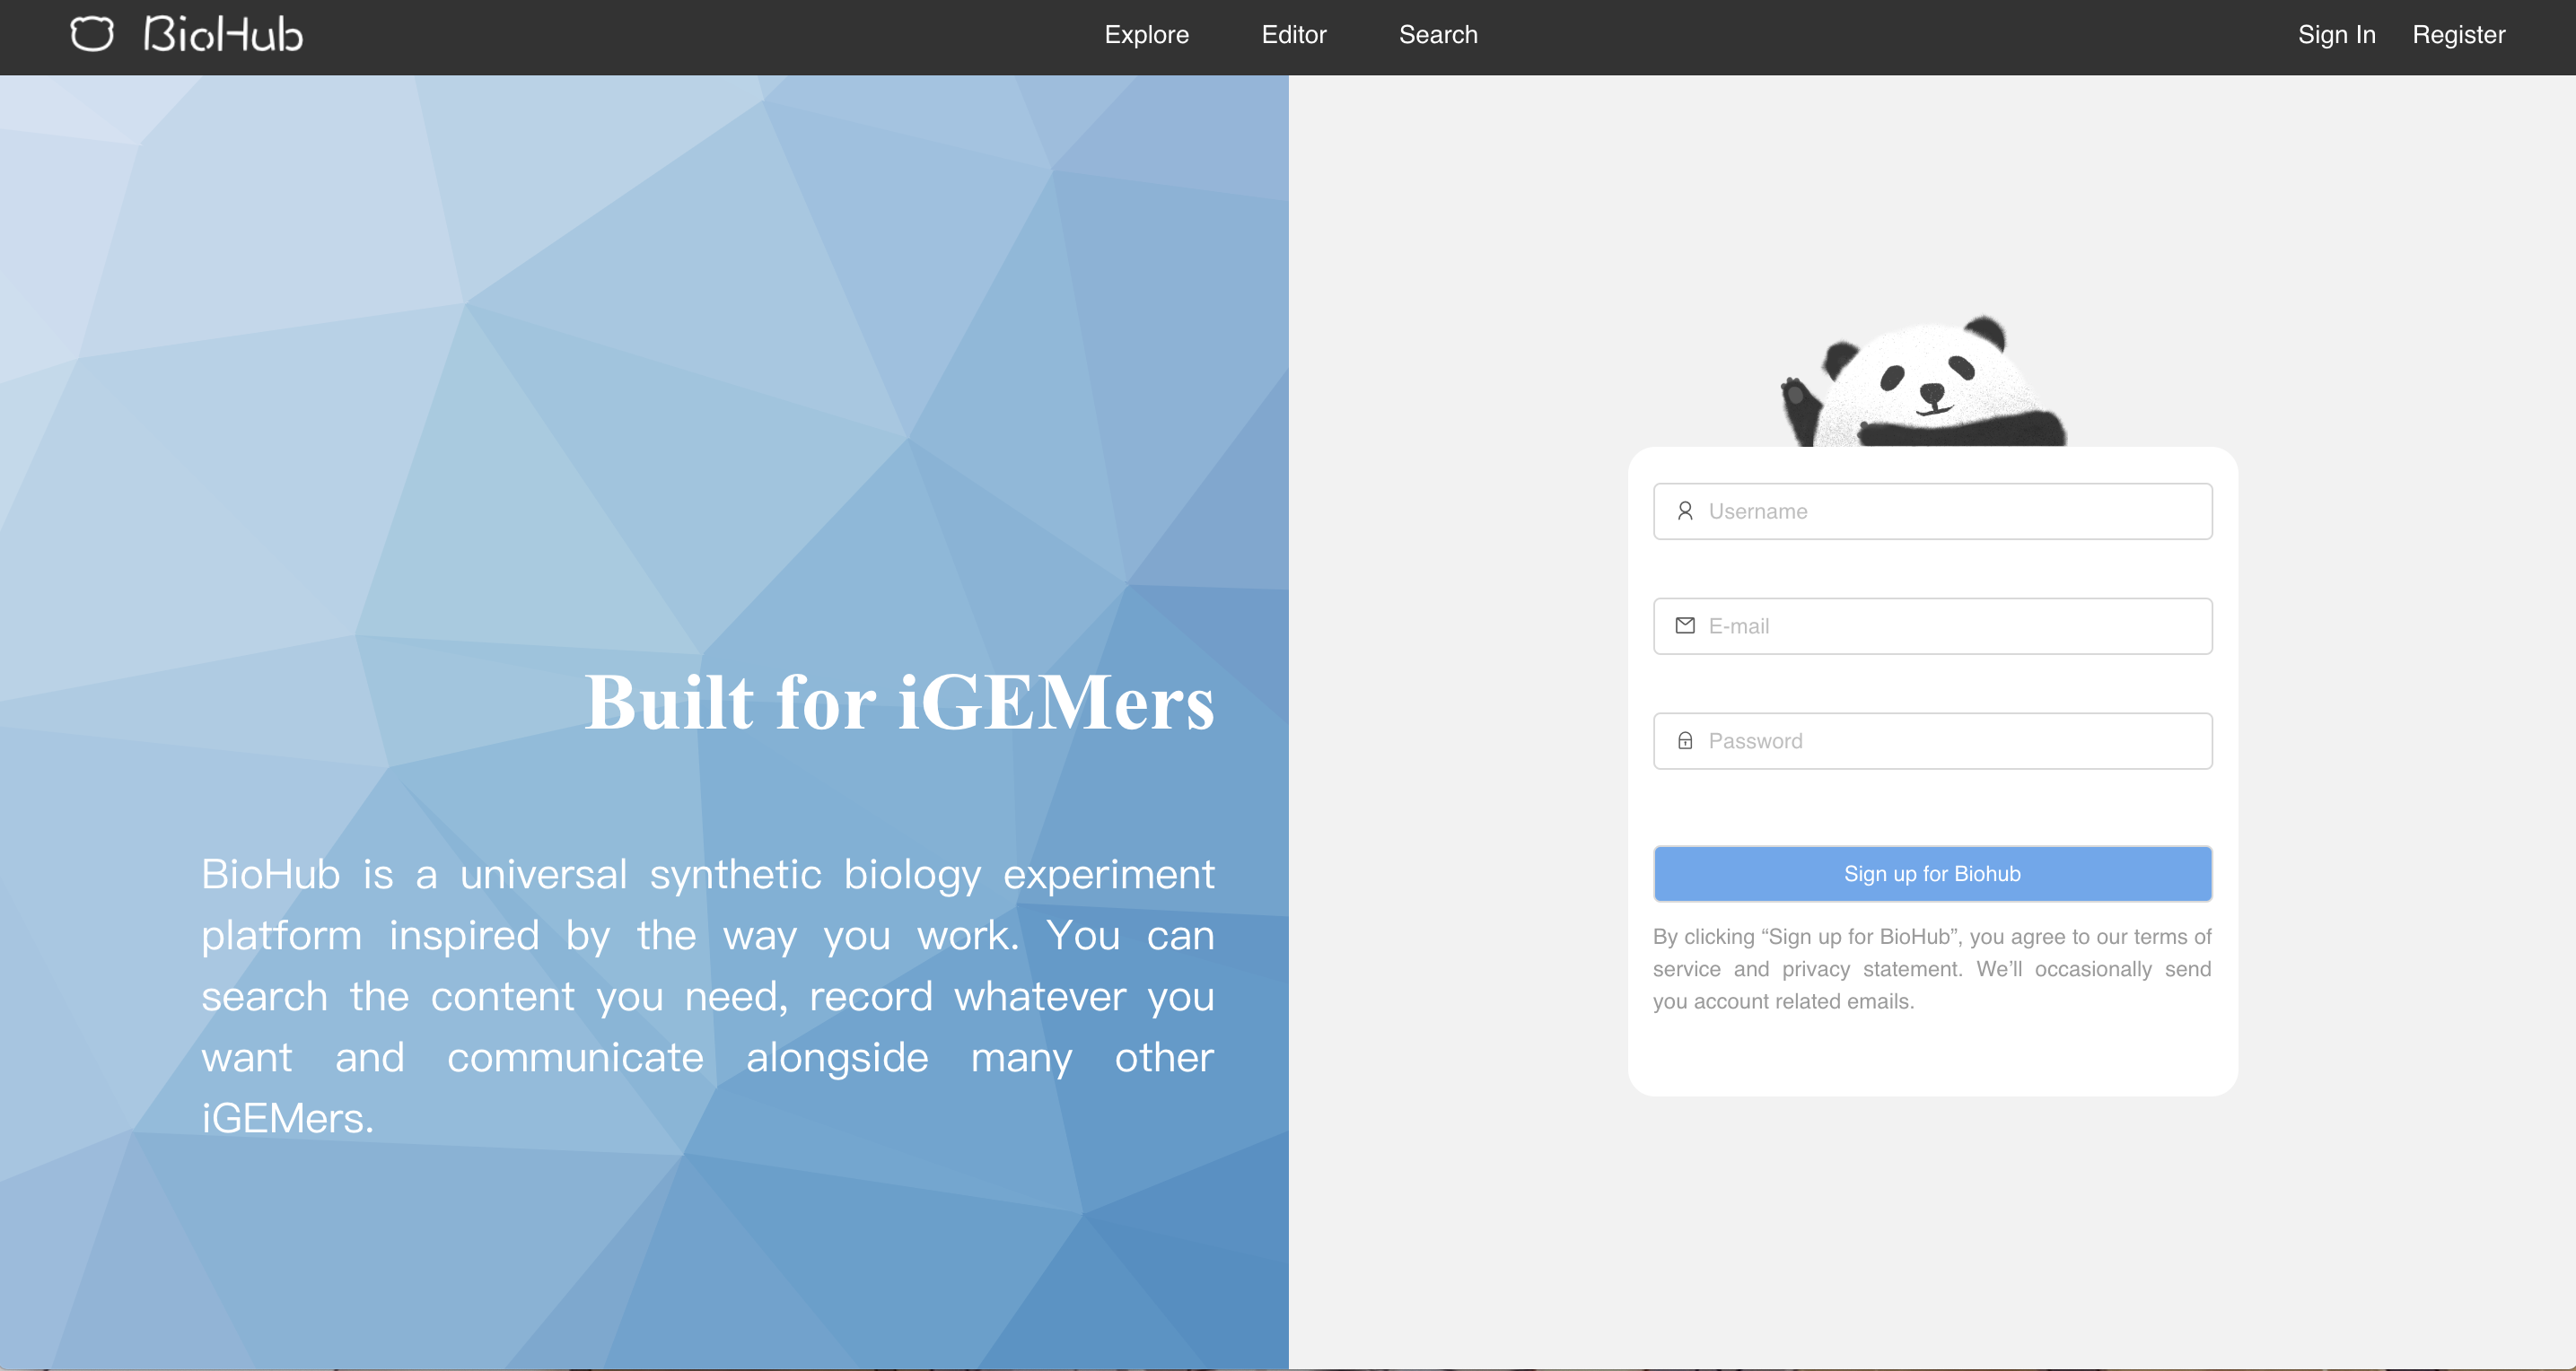 BioHub
Explore
Editor
Search
Sign In
Register
Built for iGEMers
BioHub is a universal synthetic biology experiment
platform inspired by the way you work. You can
search the content you need, record whatever you
want and communicate alongside many other
iGEMers.
Username
E-mail
Password
Sign up for Biohub
By clicking “Sign up for BioHub”, you agree to our terms of
service and privacy statement. We’ll occasionally send
you account related emails.